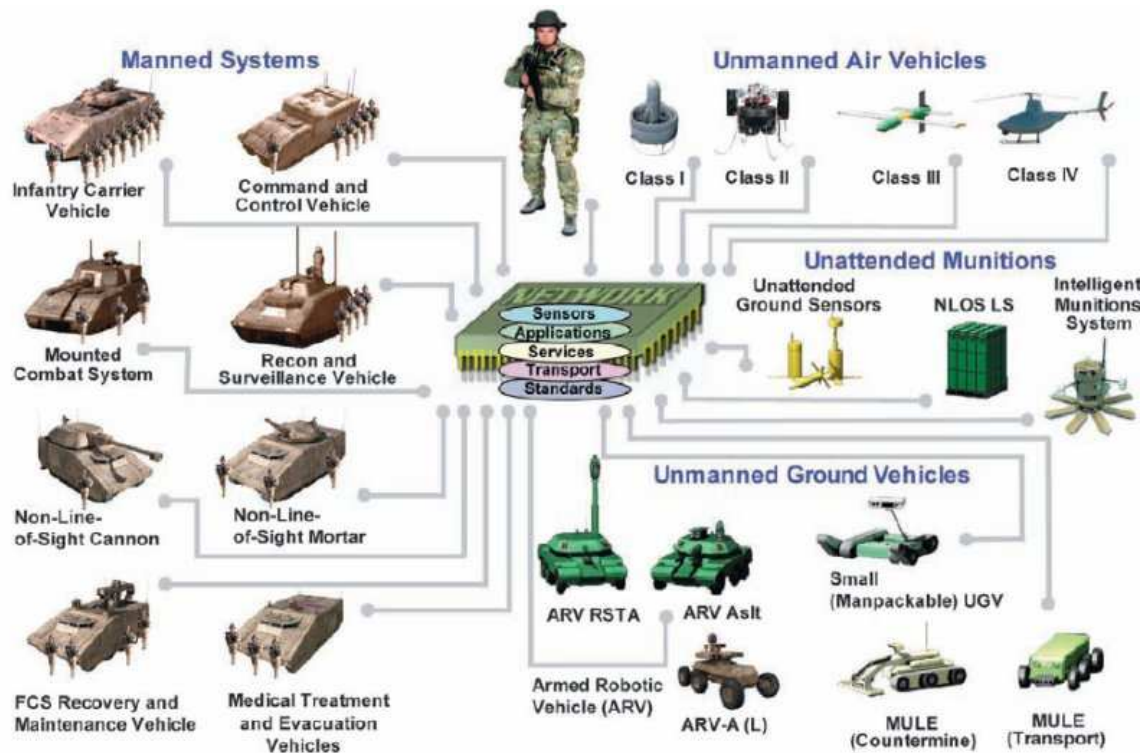 Manned Systems
Infantry Carrier
Vehicle
Command and
Control Vehicle
Mounted
Combat System
Recon and
Surveillance Vehicle
Non-Line-
of-Sight Cannon
Non-Line-
of-Sight Mortar
FCS Recovery and
Maintenance Vehicle
Medical Treatment
and Evacuation
Vehicles
NETWORK
Sensors
Applications
Services
Transport
Standards
Unmanned Air Vehicles
Class I
Class II
Class III
Class IV
Unattended Munitions
Unattended
Ground Sensors
NLOS LS
Intelligent
Munitions
System
Unmanned Ground Vehicles
ARV RSTA
ARV Aslt
Armed Robotic
Vehicle (ARV)
ARV-A (L)
Small
(Manpackable) UGV
MULE
(Countermine)
MULE
(Transport)